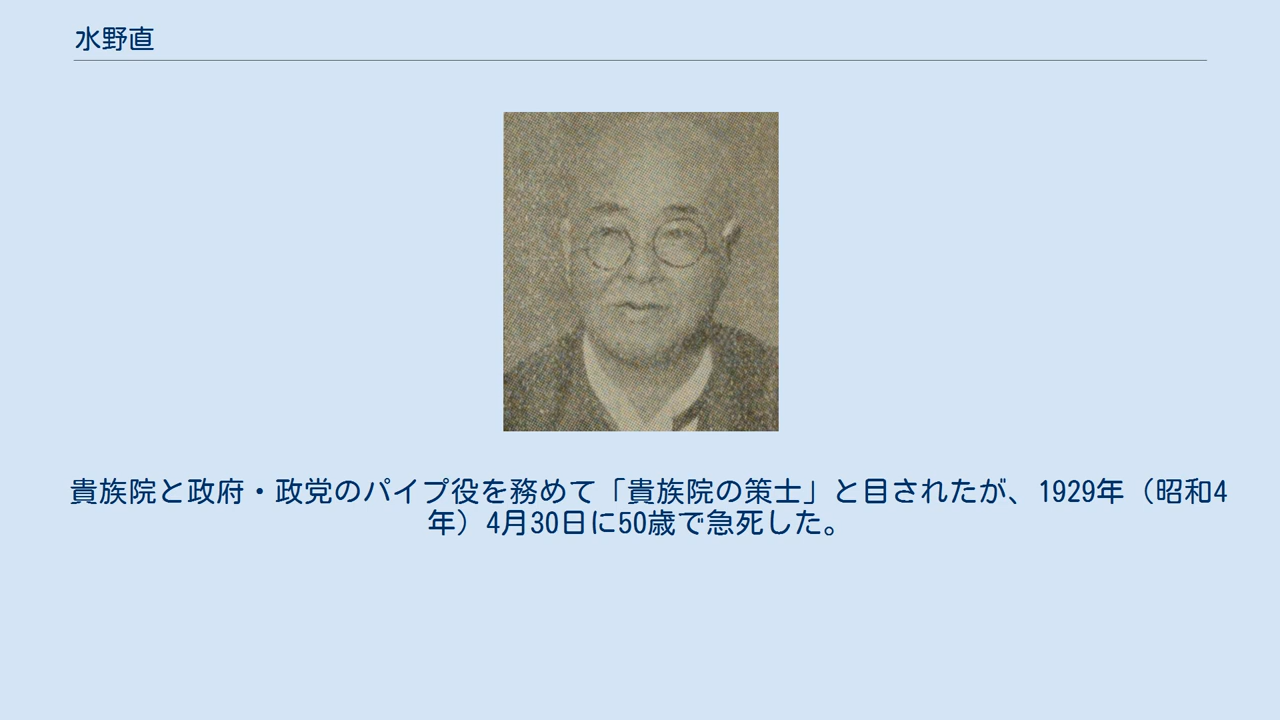 水野直
貴族院と政府・政党のパイプ役を務めて「貴族院の策士」と目されたが、1929年（昭和4
年）4月30日に50歳で急死した。